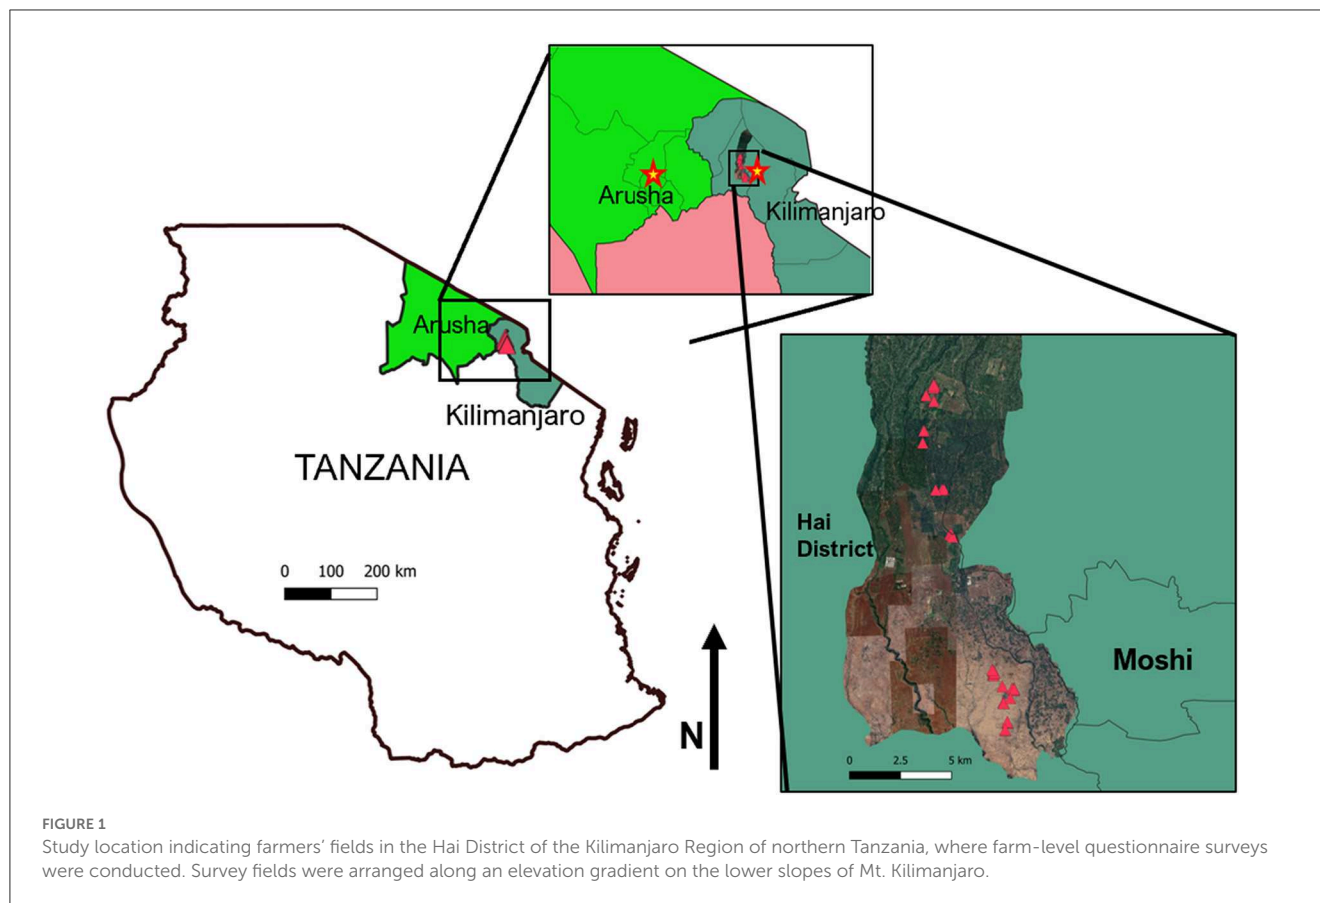 Arusha
Kilimanjaro
Arusha
Kilimanjaro
TANZANIA
0 100 200 km
N
Hai
District
Moshi
0 2.5 5 km
FIGURE 1
Study location indicating farmers’ fields in the Hai District of the Kilimanjaro Region of northern Tanzania, where farm-level questionnaire surveys
were conducted. Survey fields were arranged along an elevation gradient on the lower slopes of Mt. Kilimanjaro.